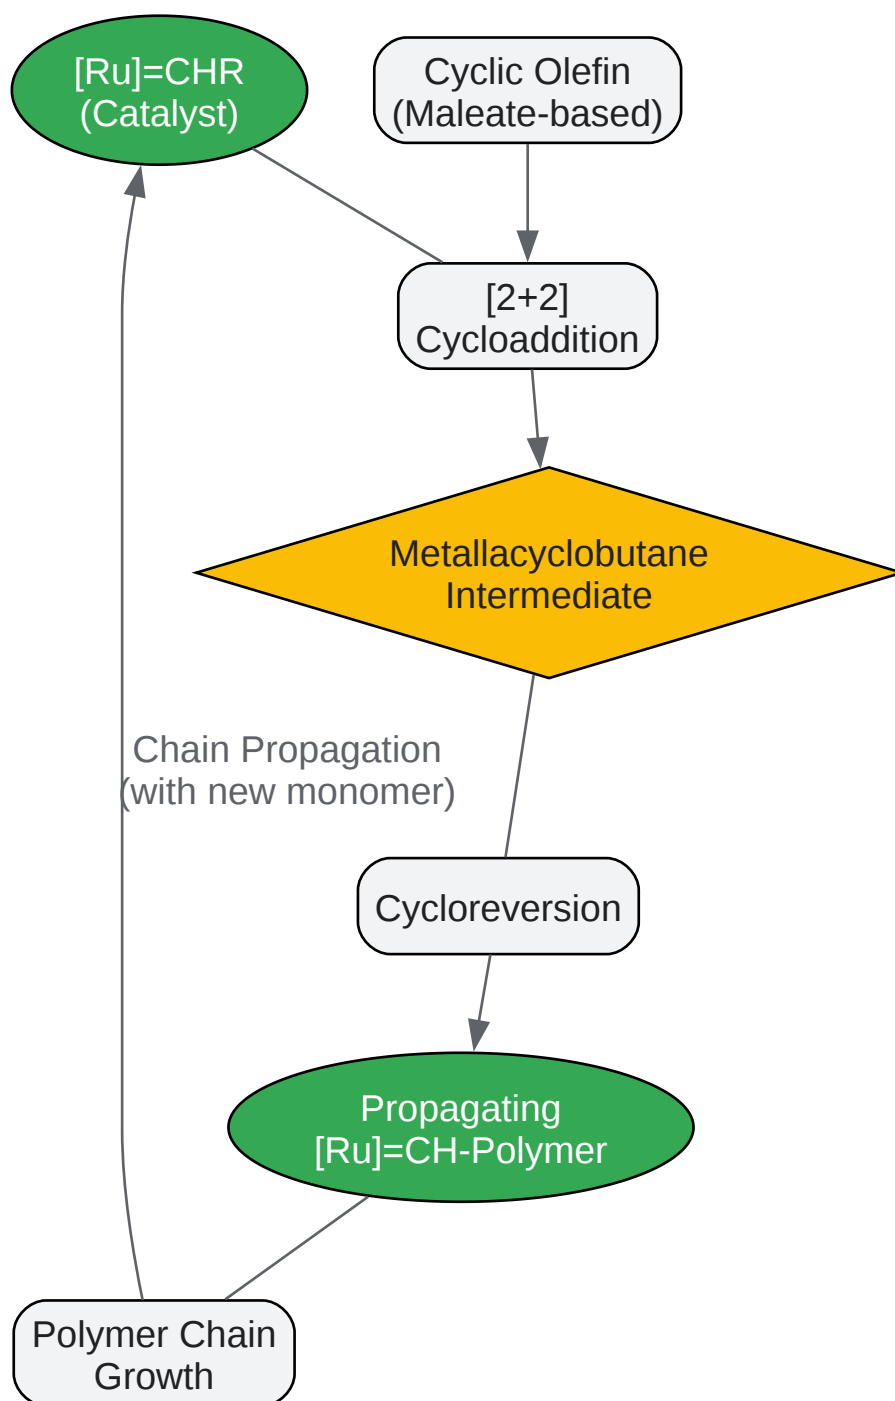 [Ru]=CHR
(Catalyst)
Cyclic Olefin
(Maleate-based)
[2+2]
Cycloaddition
Metallacyclobutane
Intermediate
Chain Propagation
(with new monomer)
Cycloreversion
Propagating
[Ru]=CH-Polymer
Polymer Chain
Growth